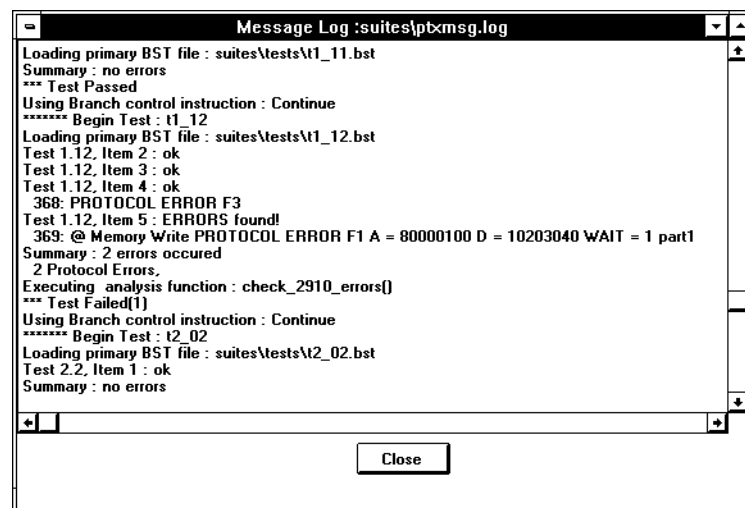 Message Log :suites\ptxmsg.log
Loading primary BST file : suites\tests\t1_11.bst
Summary : no errors
*** Test Passed
Using Branch control instruction : Continue
******* Begin Test : t1_12
Loading primary BST file : suites\tests\t1_12.bst
Test 1.12, Item 2 : ok
Test 1.12, Item 3 : ok
Test 1.12, Item 4 : ok
368: PROTOCOL ERROR F3
Test 1.12, Item 5 : ERRORS found!
369: @ Memory Write PROTOCOL ERROR F1 A = 80000100 D = 10203040 WAIT = 1 part1
Summary : 2 errors occured
2 Protocol Errors,
Executing  analysis function : check_2910_errors()
*** Test Failed(1)
Using Branch control instruction : Continue
******* Begin Test : t2_02
Loading primary BST file : suites\tests\t2_02.bst
Test 2.2, Item 1 : ok
Summary : no errors
Close